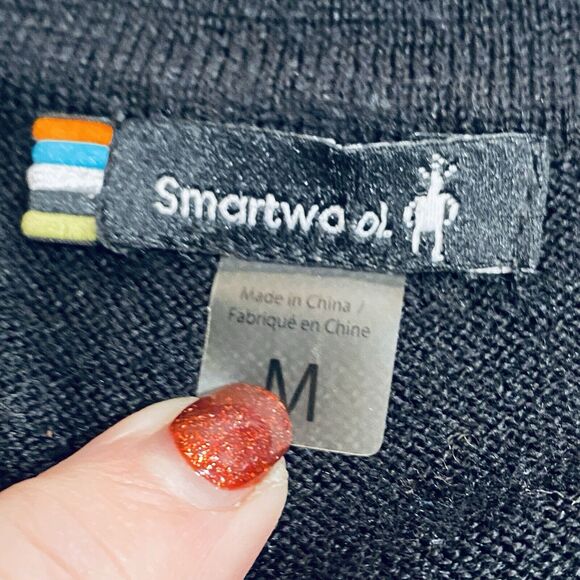 Smartwool.
Made in China /
Fabriqué en Chine
M